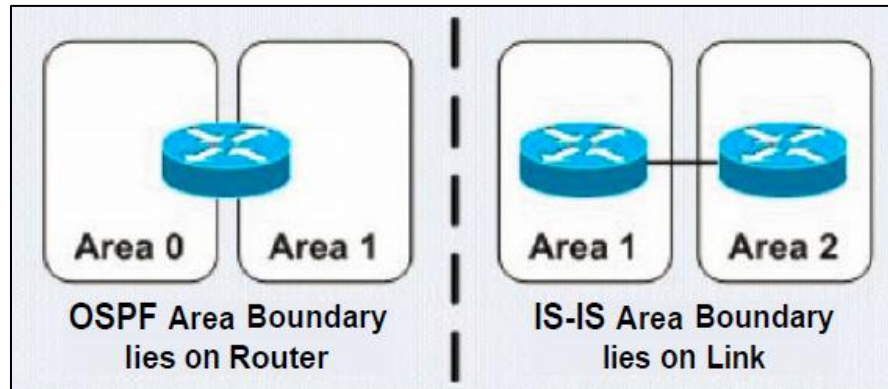 Area 0
Area 1
OSPF Area Boundary
lies on Router
Area 1
Area 2
IS-IS Area Boundary
lies on Link